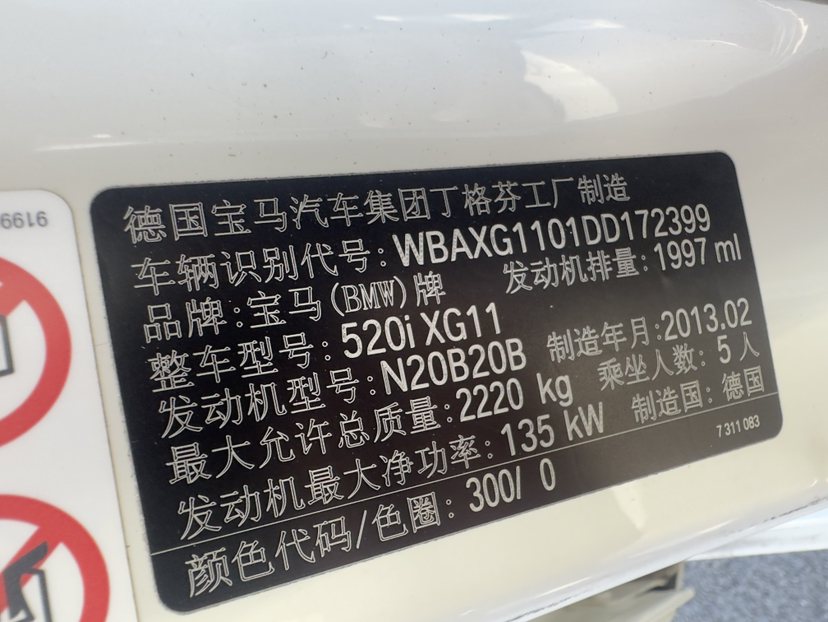 德国宝马汽车集团丁格芬工厂制造
车辆识别代号: WBAXG1101DD172399
品牌: 宝马(BMW)牌 发动机排量: 1997 ml
整车型号: 520i XG11
发动机型号: N20B20B 制造年月: 2013.02
最大允许总质量: 2220 kg 乘坐人数: 5 人
发动机最大净功率: 135 kW 制造国: 德国
7 311 083
颜色代码/色圈: 300/ 0
9199